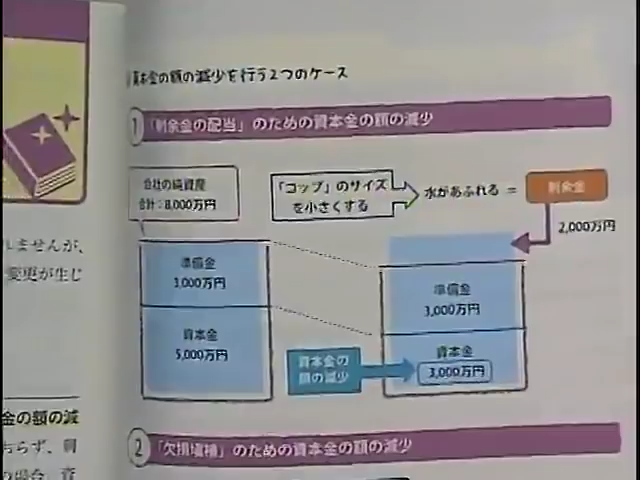 資本金の額の減少を行う2つのケース
1 「剰余金の配当」のための資本金の額の減少
会社の純資産
合計:8,000万円
「コップ」のサイズ
を小さくする
水があふれる =
剰余金
2,000万円
準備金
3,000万円
資本金
5,000万円
準備金
3,000万円
資本金
3,000万円
資本金の
額の減少
2 「欠損塡補」のための資本金の額の減少
しませんが、
変更が生じ
金の額の減
おらず、同
の場合、資